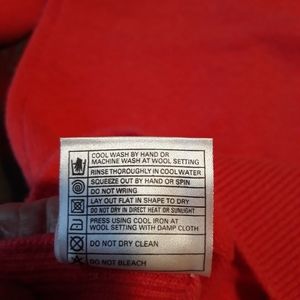 COOL WASH BY HAND OR
MACHINE WASH AT WOOL SETTING
RINSE THOROUGHLY IN COOL WATER
SQUEEZE OUT BY HAND OR SPIN
DO NOT WRING
LAY OUT FLAT IN SHAPE TO DRY
DO NOT DRY IN DIRECT HEAT OR SUNLIGHT
PRESS USING COOL IRON AT
WOOL SETTING WITH DAMP CLOTH
DO NOT DRY CLEAN
DO NOT BLEACH